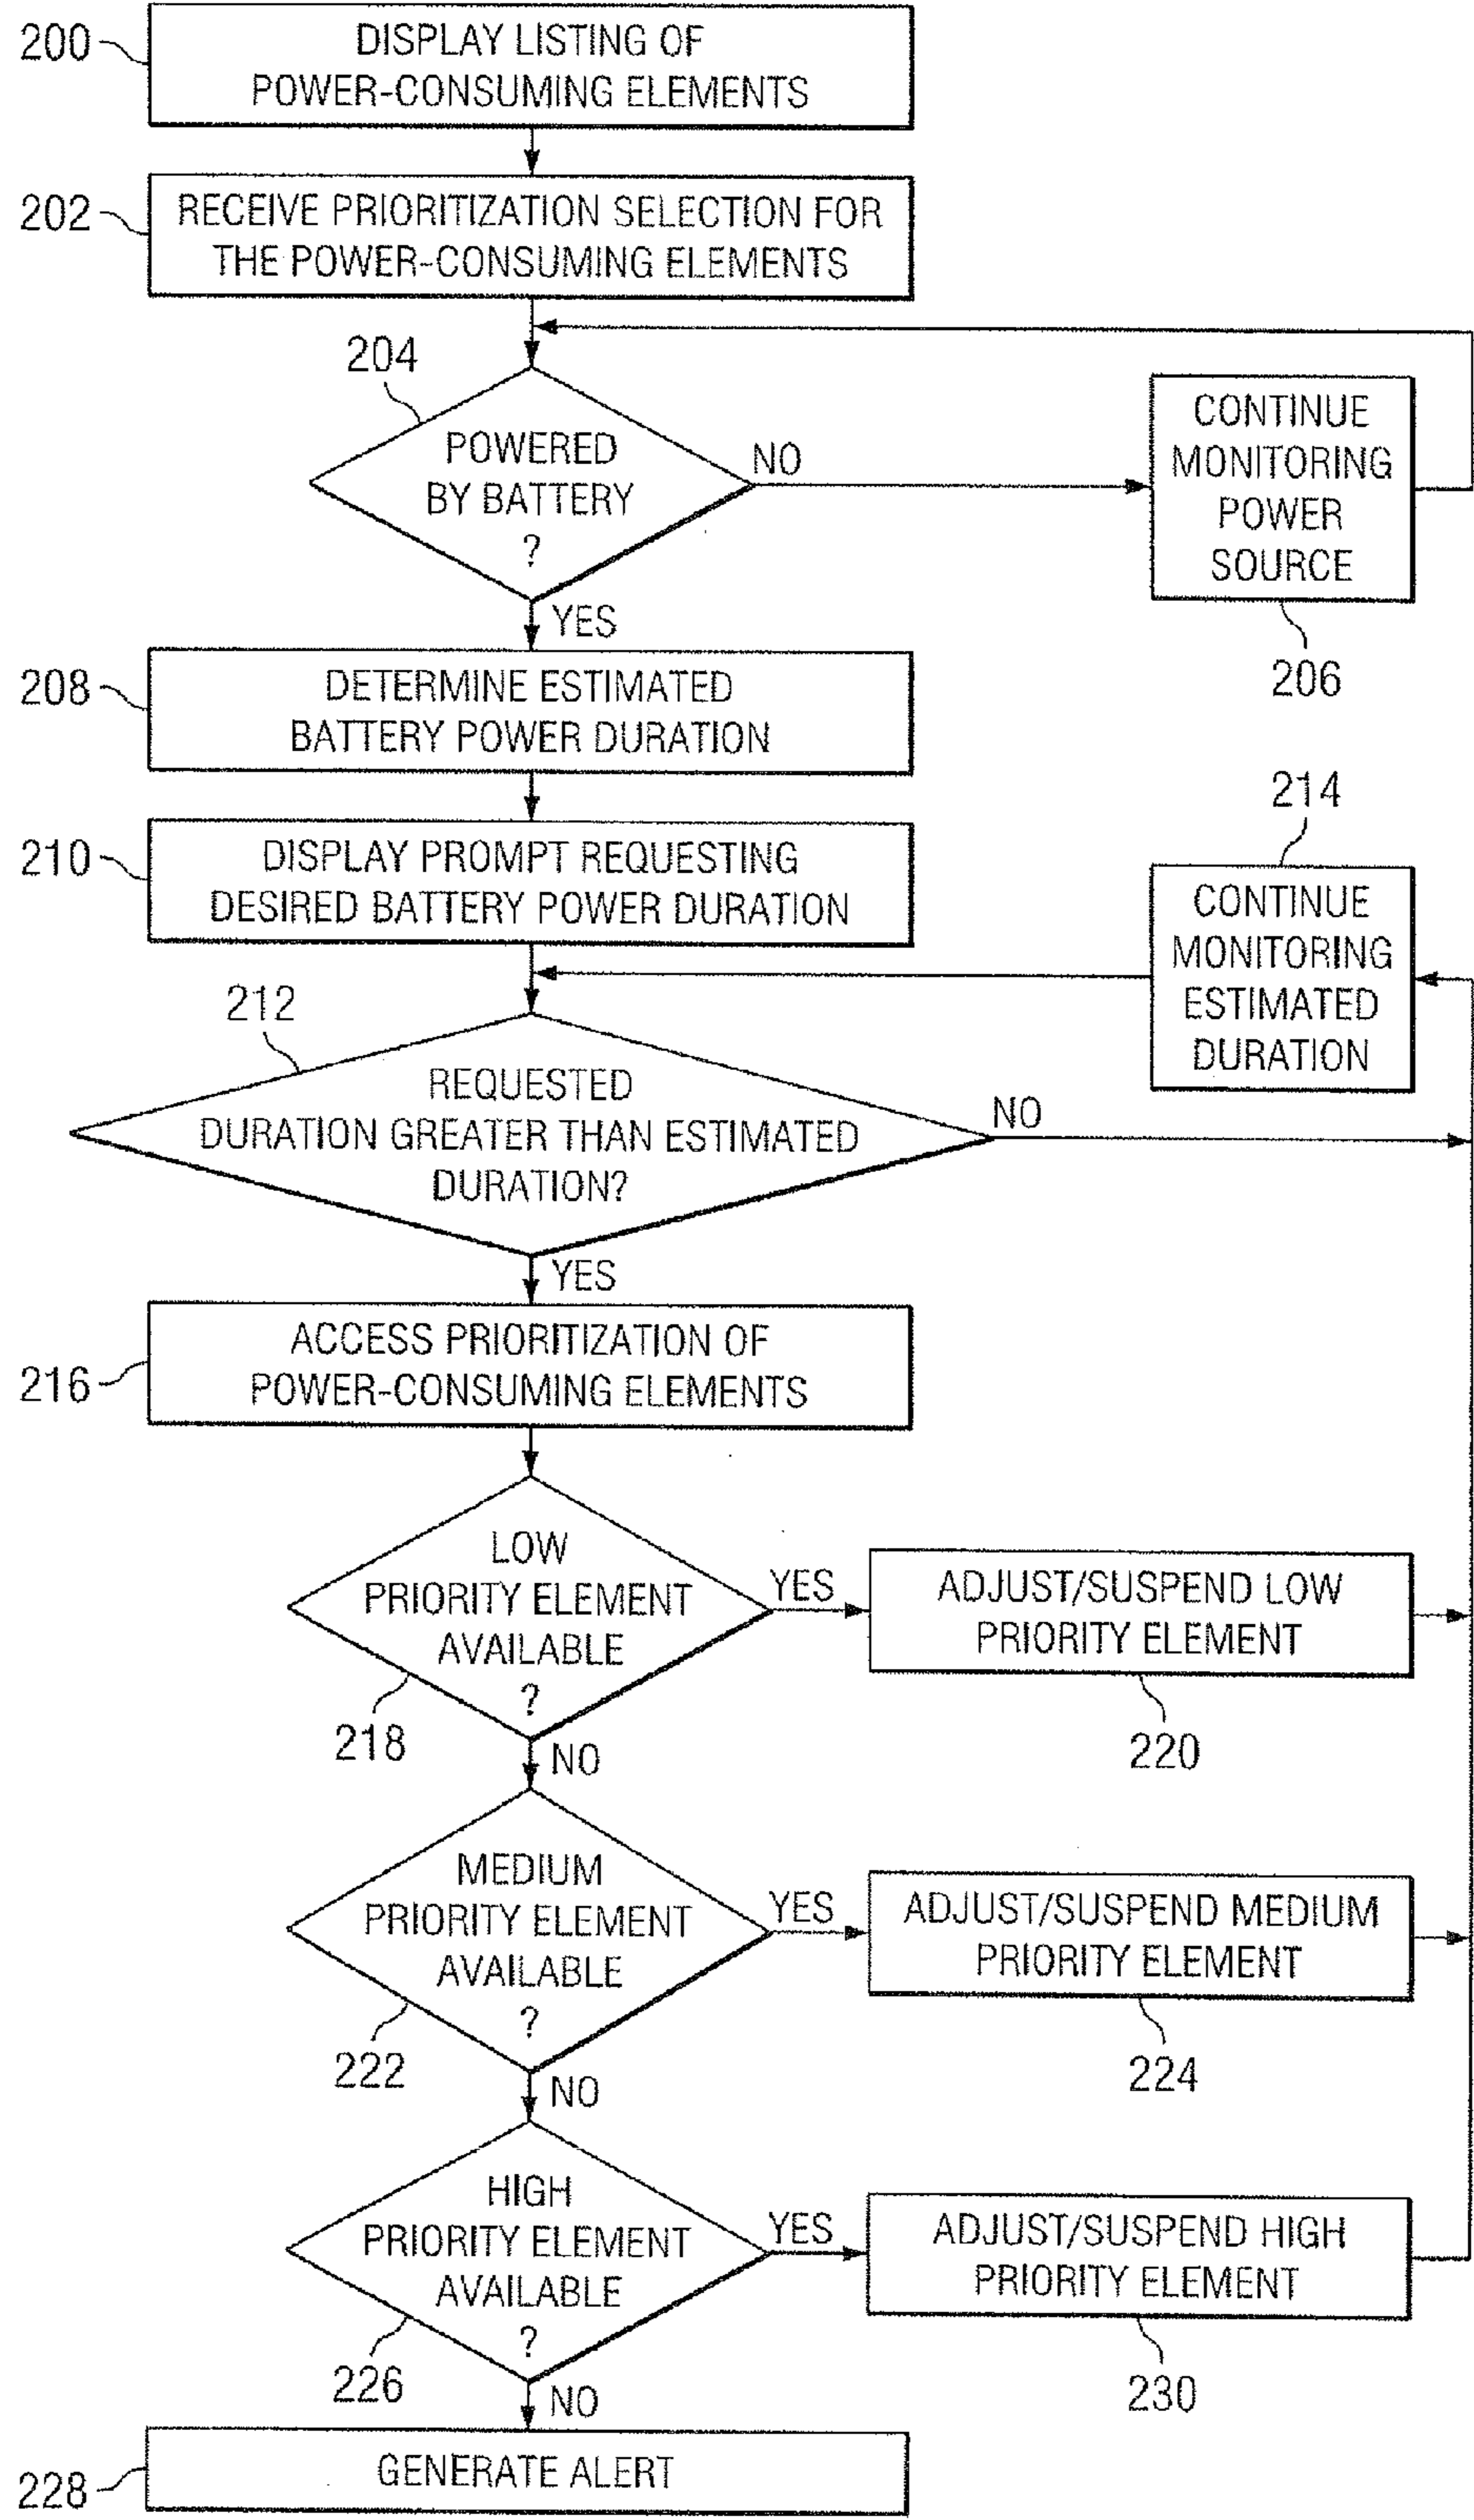 200
DISPLAY LISTING OF
POWER-CONSUMING ELEMENTS
202
RECEIVE PRIORITIZATION SELECTION FOR
THE POWER-CONSUMING ELEMENTS
204
POWERED
BY BATTERY
?
NO
CONTINUE
MONITORING
POWER
SOURCE
206
YES
208
DETERMINE ESTIMATED
BATTERY POWER DURATION
210
DISPLAY PROMPT REQUESTING
DESIRED BATTERY POWER DURATION
214
CONTINUE
MONITORING
ESTIMATED
DURATION
212
REQUESTED
DURATION GREATER THAN ESTIMATED
DURATION?
NO
YES
216
ACCESS PRIORITIZATION OF
POWER-CONSUMING ELEMENTS
LOW
PRIORITY ELEMENT
AVAILABLE
?
218
YES
ADJUST/SUSPEND LOW
PRIORITY ELEMENT
220
NO
MEDIUM
PRIORITY ELEMENT
AVAILABLE
?
222
YES
ADJUST/SUSPEND MEDIUM
PRIORITY ELEMENT
224
NO
HIGH
PRIORITY ELEMENT
AVAILABLE
?
226
YES
ADJUST/SUSPEND HIGH
PRIORITY ELEMENT
230
NO
228
GENERATE ALERT